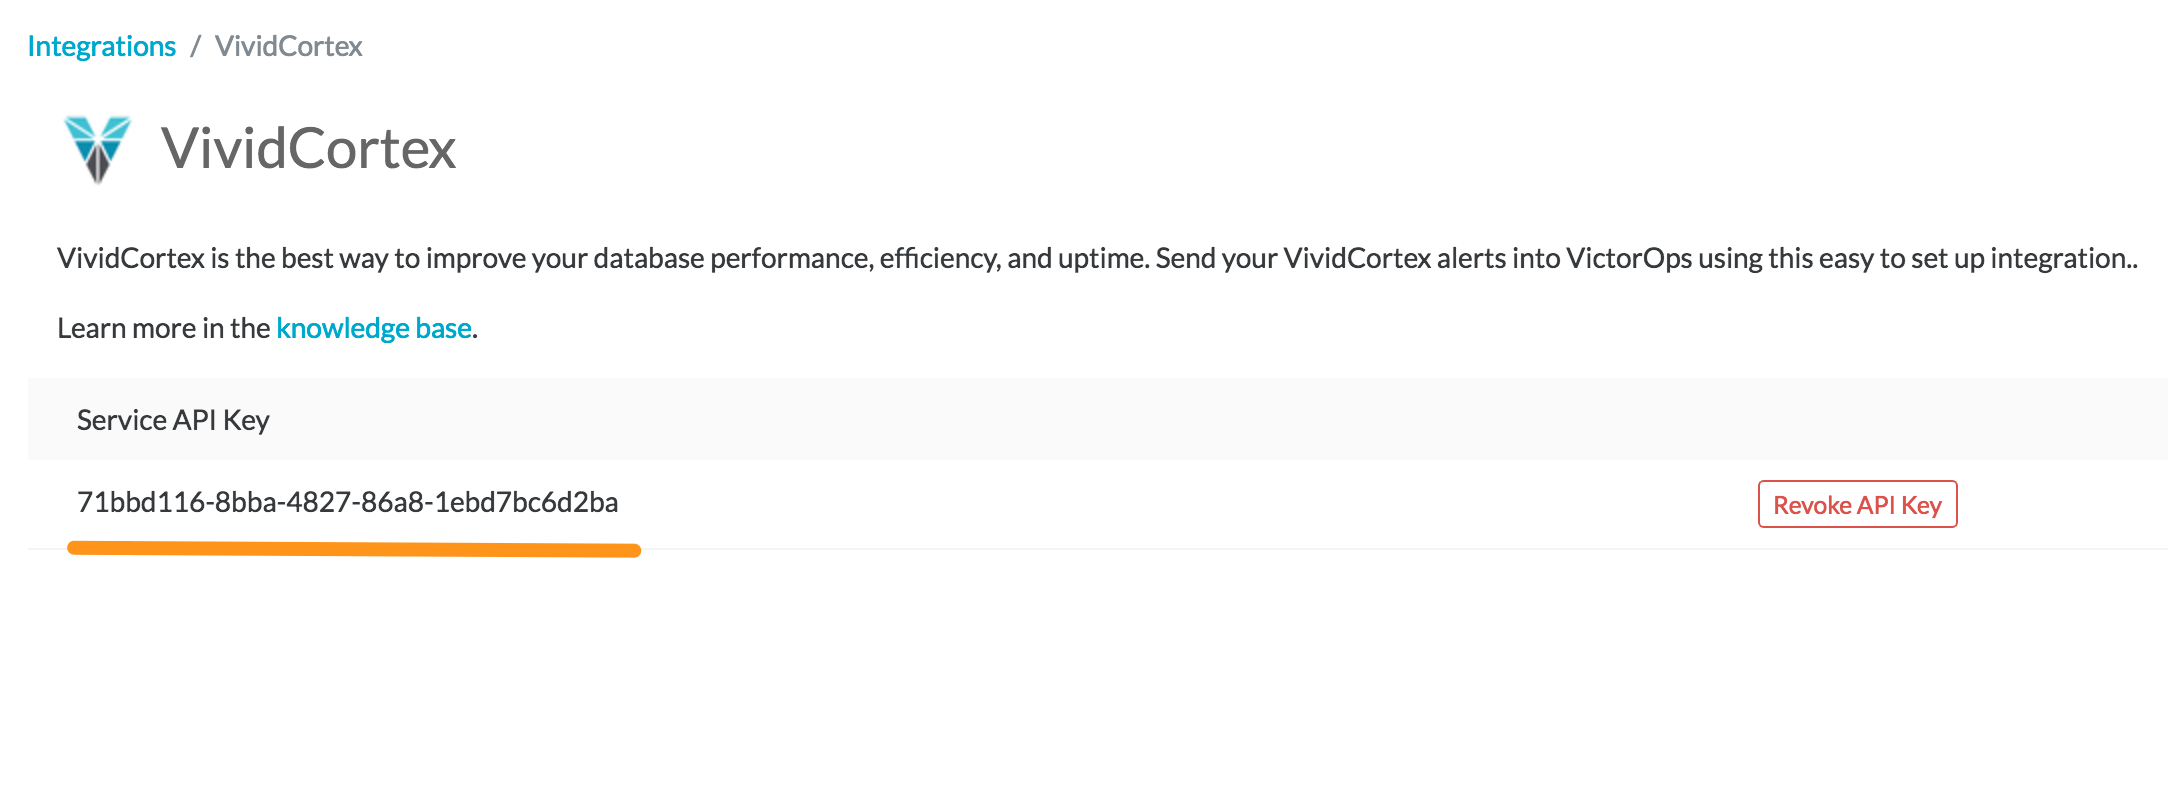 Integrations / VividCortex
VividCortex
VividCortex is the best way to improve your database performance, efficiency, and uptime. Send your VividCortex alerts into VictorOps using this easy to set up integration..
Learn more in the knowledge base.
Service API Key
71bbd116-8bba-4827-86a8-1ebd7bc6d2ba
Revoke API Key